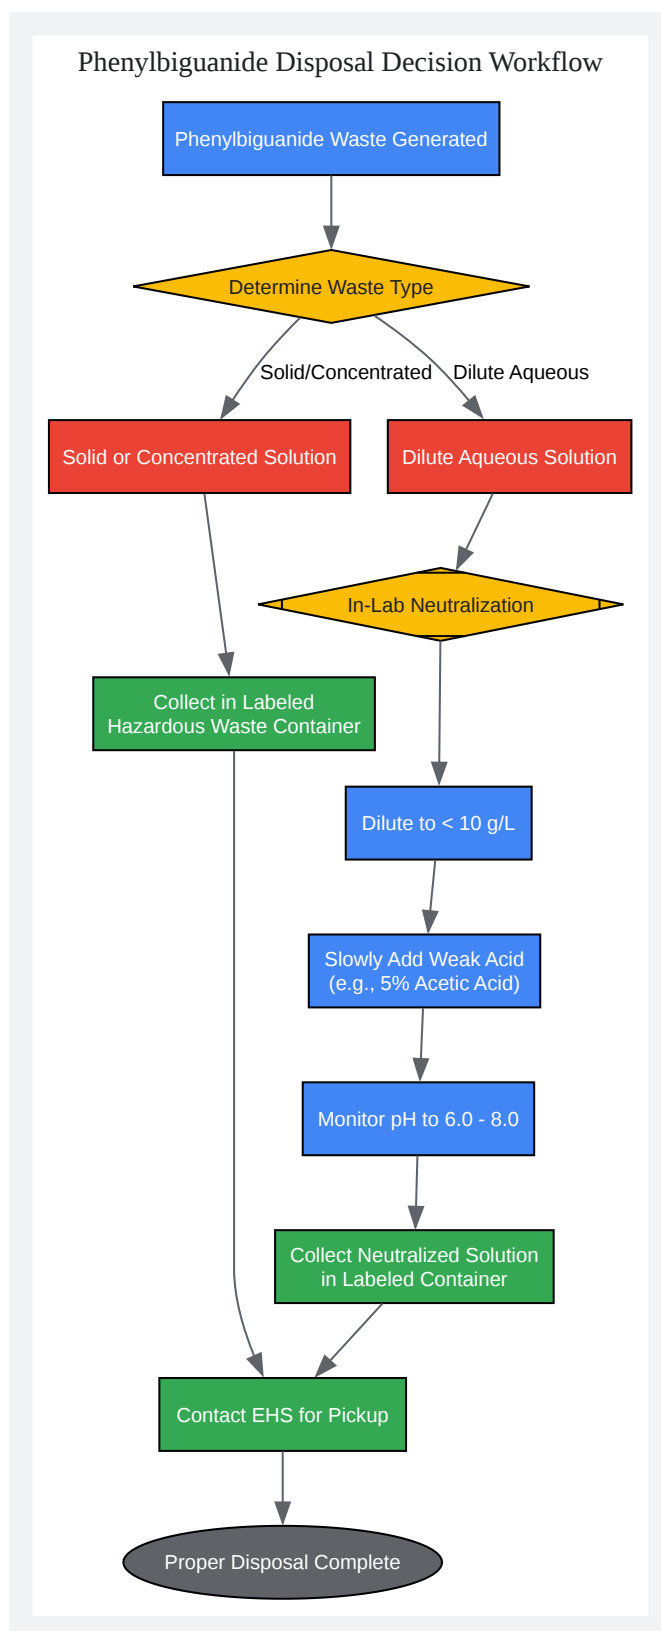 Phenylbiguanide Disposal Decision Workflow
Phenylbiguanide Waste Generated
Determine Waste Type
Solid/Concentrated
Dilute Aqueous
Solid or Concentrated Solution
Dilute Aqueous Solution
In-Lab Neutralization
Collect in Labeled
Hazardous Waste Container
Dilute to < 10 g/L
Slowly Add Weak Acid
(e.g., 5% Acetic Acid)
Monitor pH to 6.0 - 8.0
Collect Neutralized Solution
in Labeled Container
Contact EHS for Pickup
Proper Disposal Complete